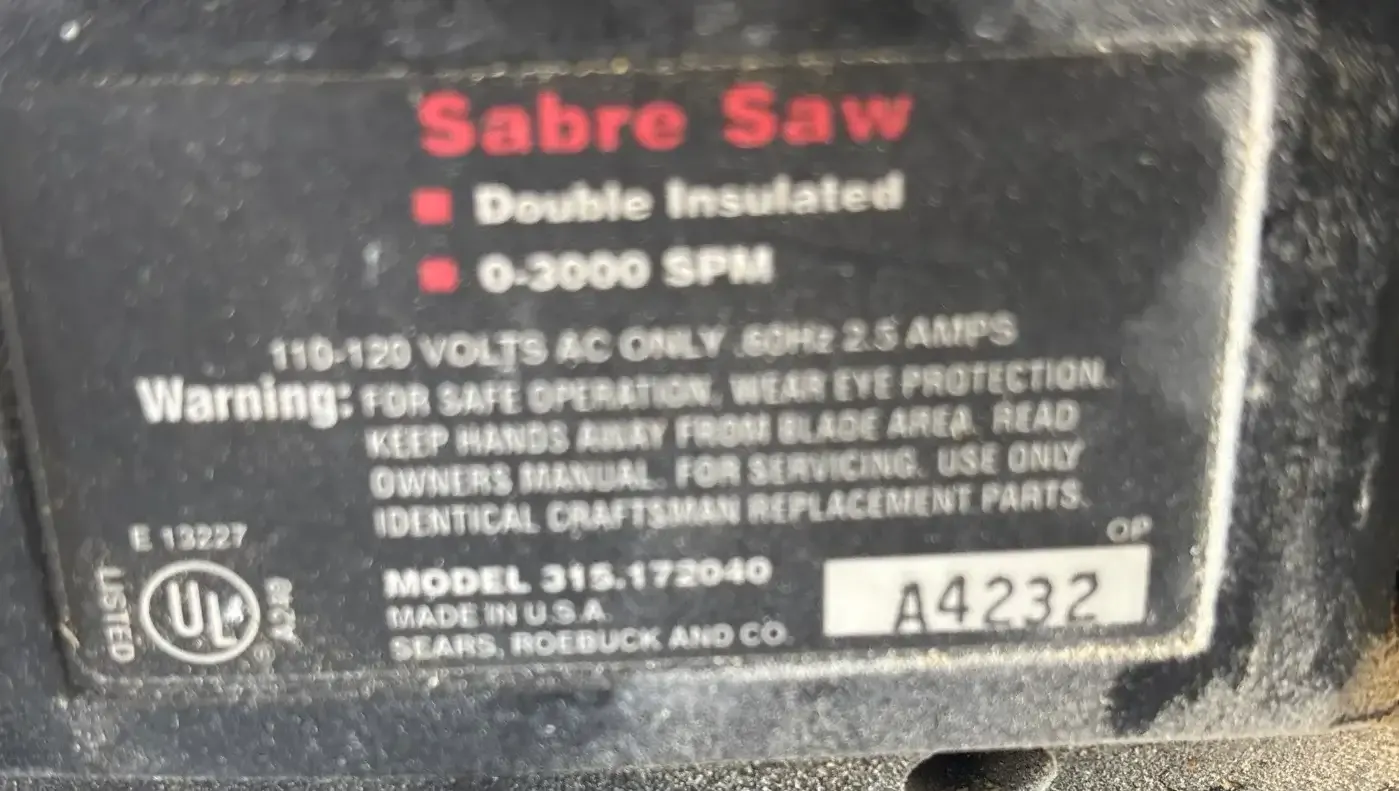 Sabre Saw
Double Insulated
0-3000 SPM
110-120 VOLTS AC ONLY .60Hz 2.5 AMPS
Warning: FOR SAFE OPERATION, WEAR EYE PROTECTION.
KEEP HANDS AWAY FROM BLADE AREA. READ
OWNERS MANUAL. FOR SERVICING, USE ONLY
IDENTICAL CRAFTSMAN REPLACEMENT PARTS.
OP
E 13227
LISTED
UL
MODEL 315.172040
A4232
MADE IN U.S.A.
SEARS, ROEBUCK AND CO.